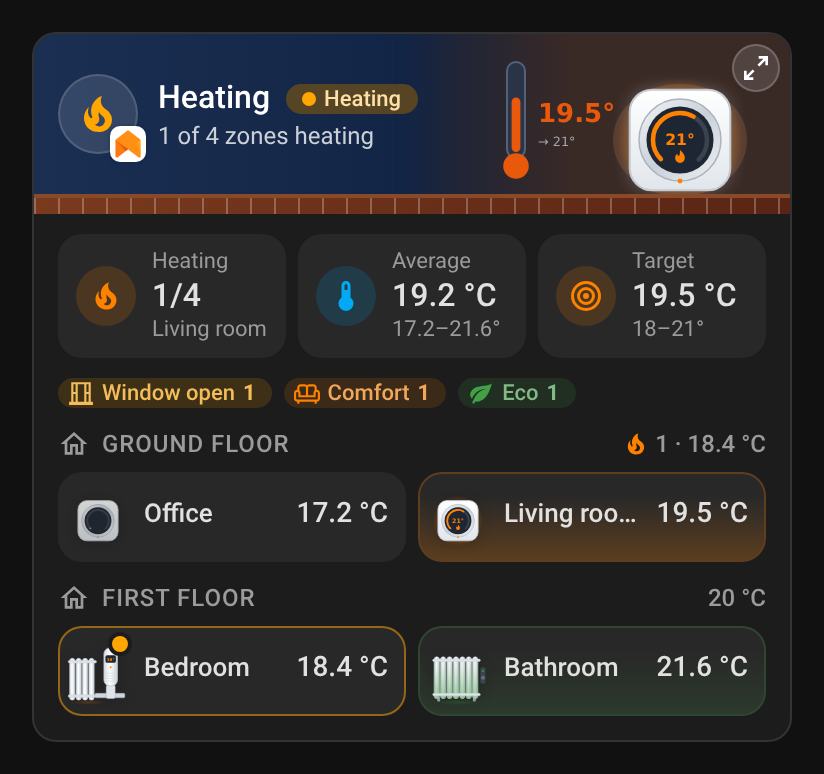 Heating
Heating
1 of 4 zones heating
19.5°
→ 21°
21°
Heating
1/4
Living room
Average
19.2 °C
17.2–21.6°
Target
19.5 °C
18–21°
Window open 1
Comfort 1
Eco 1
GROUND FLOOR
1 · 18.4 °C
Office
17.2 °C
21°
Living roo...
19.5 °C
FIRST FLOOR
20 °C
Bedroom
18.4 °C
Bathroom
21.6 °C